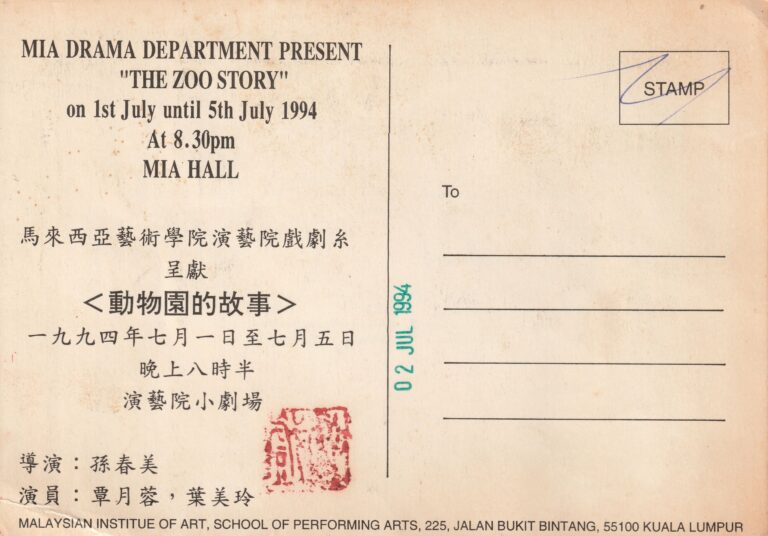 MIA DRAMA DEPARTMENT PRESENT
"THE ZOO STORY"
on 1st July until 5th July 1994
At 8.30pm
MIA HALL
馬來西亞藝術學院演藝院戲劇糸
呈獻
＜動物園的故事＞
一九九四年七月一日至七月五日
晚上八時半
演藝院小劇場
導演：孫春美
演員：覃月蓉，葉美玲
STAMP
To
02 JUL 1994
MALAYSIAN INSTITUE OF ART, SCHOOL OF PERFORMING ARTS, 225, JALAN BUKIT BINTANG, 55100 KUALA LUMPUR